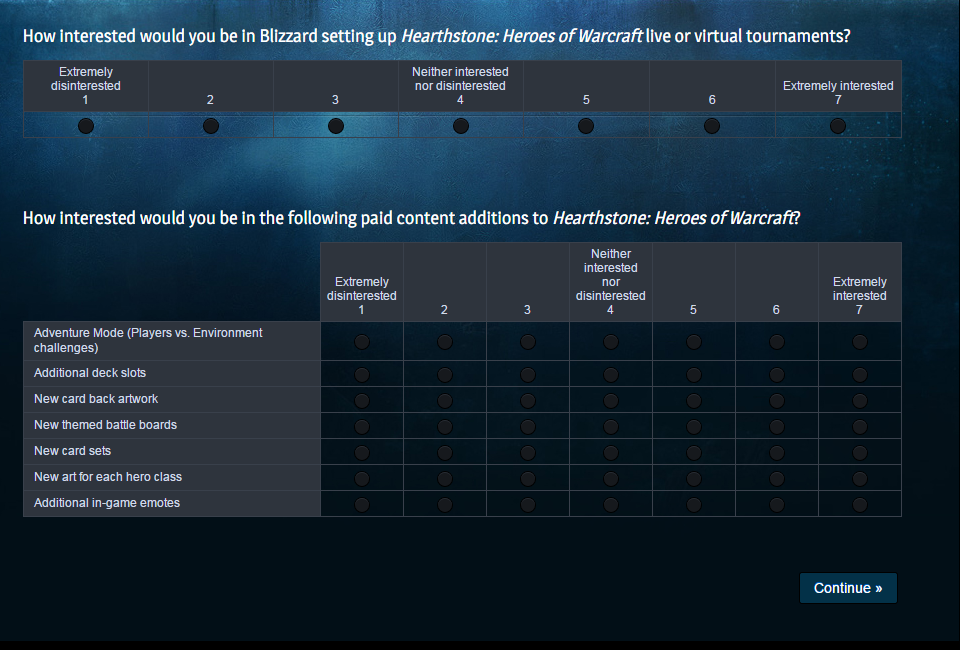 How interested would you be in Blizzard setting up Hearthstone: Heroes of Warcraft live or virtual tournaments?
Extremely
disinterested
1
2
3
Neither interested
nor disinterested
4
5
6
Extremely interested
7
How interested would you be in the following paid content additions to Hearthstone: Heroes of Warcraft?
Extremely
disinterested
1
2
3
Neither
interested
nor
disinterested
4
5
6
Extremely
interested
7
Adventure Mode (Players vs. Environment
challenges)
Additional deck slots
New card back artwork
New themed battle boards
New card sets
New art for each hero class
Additional in-game emotes
Continue »